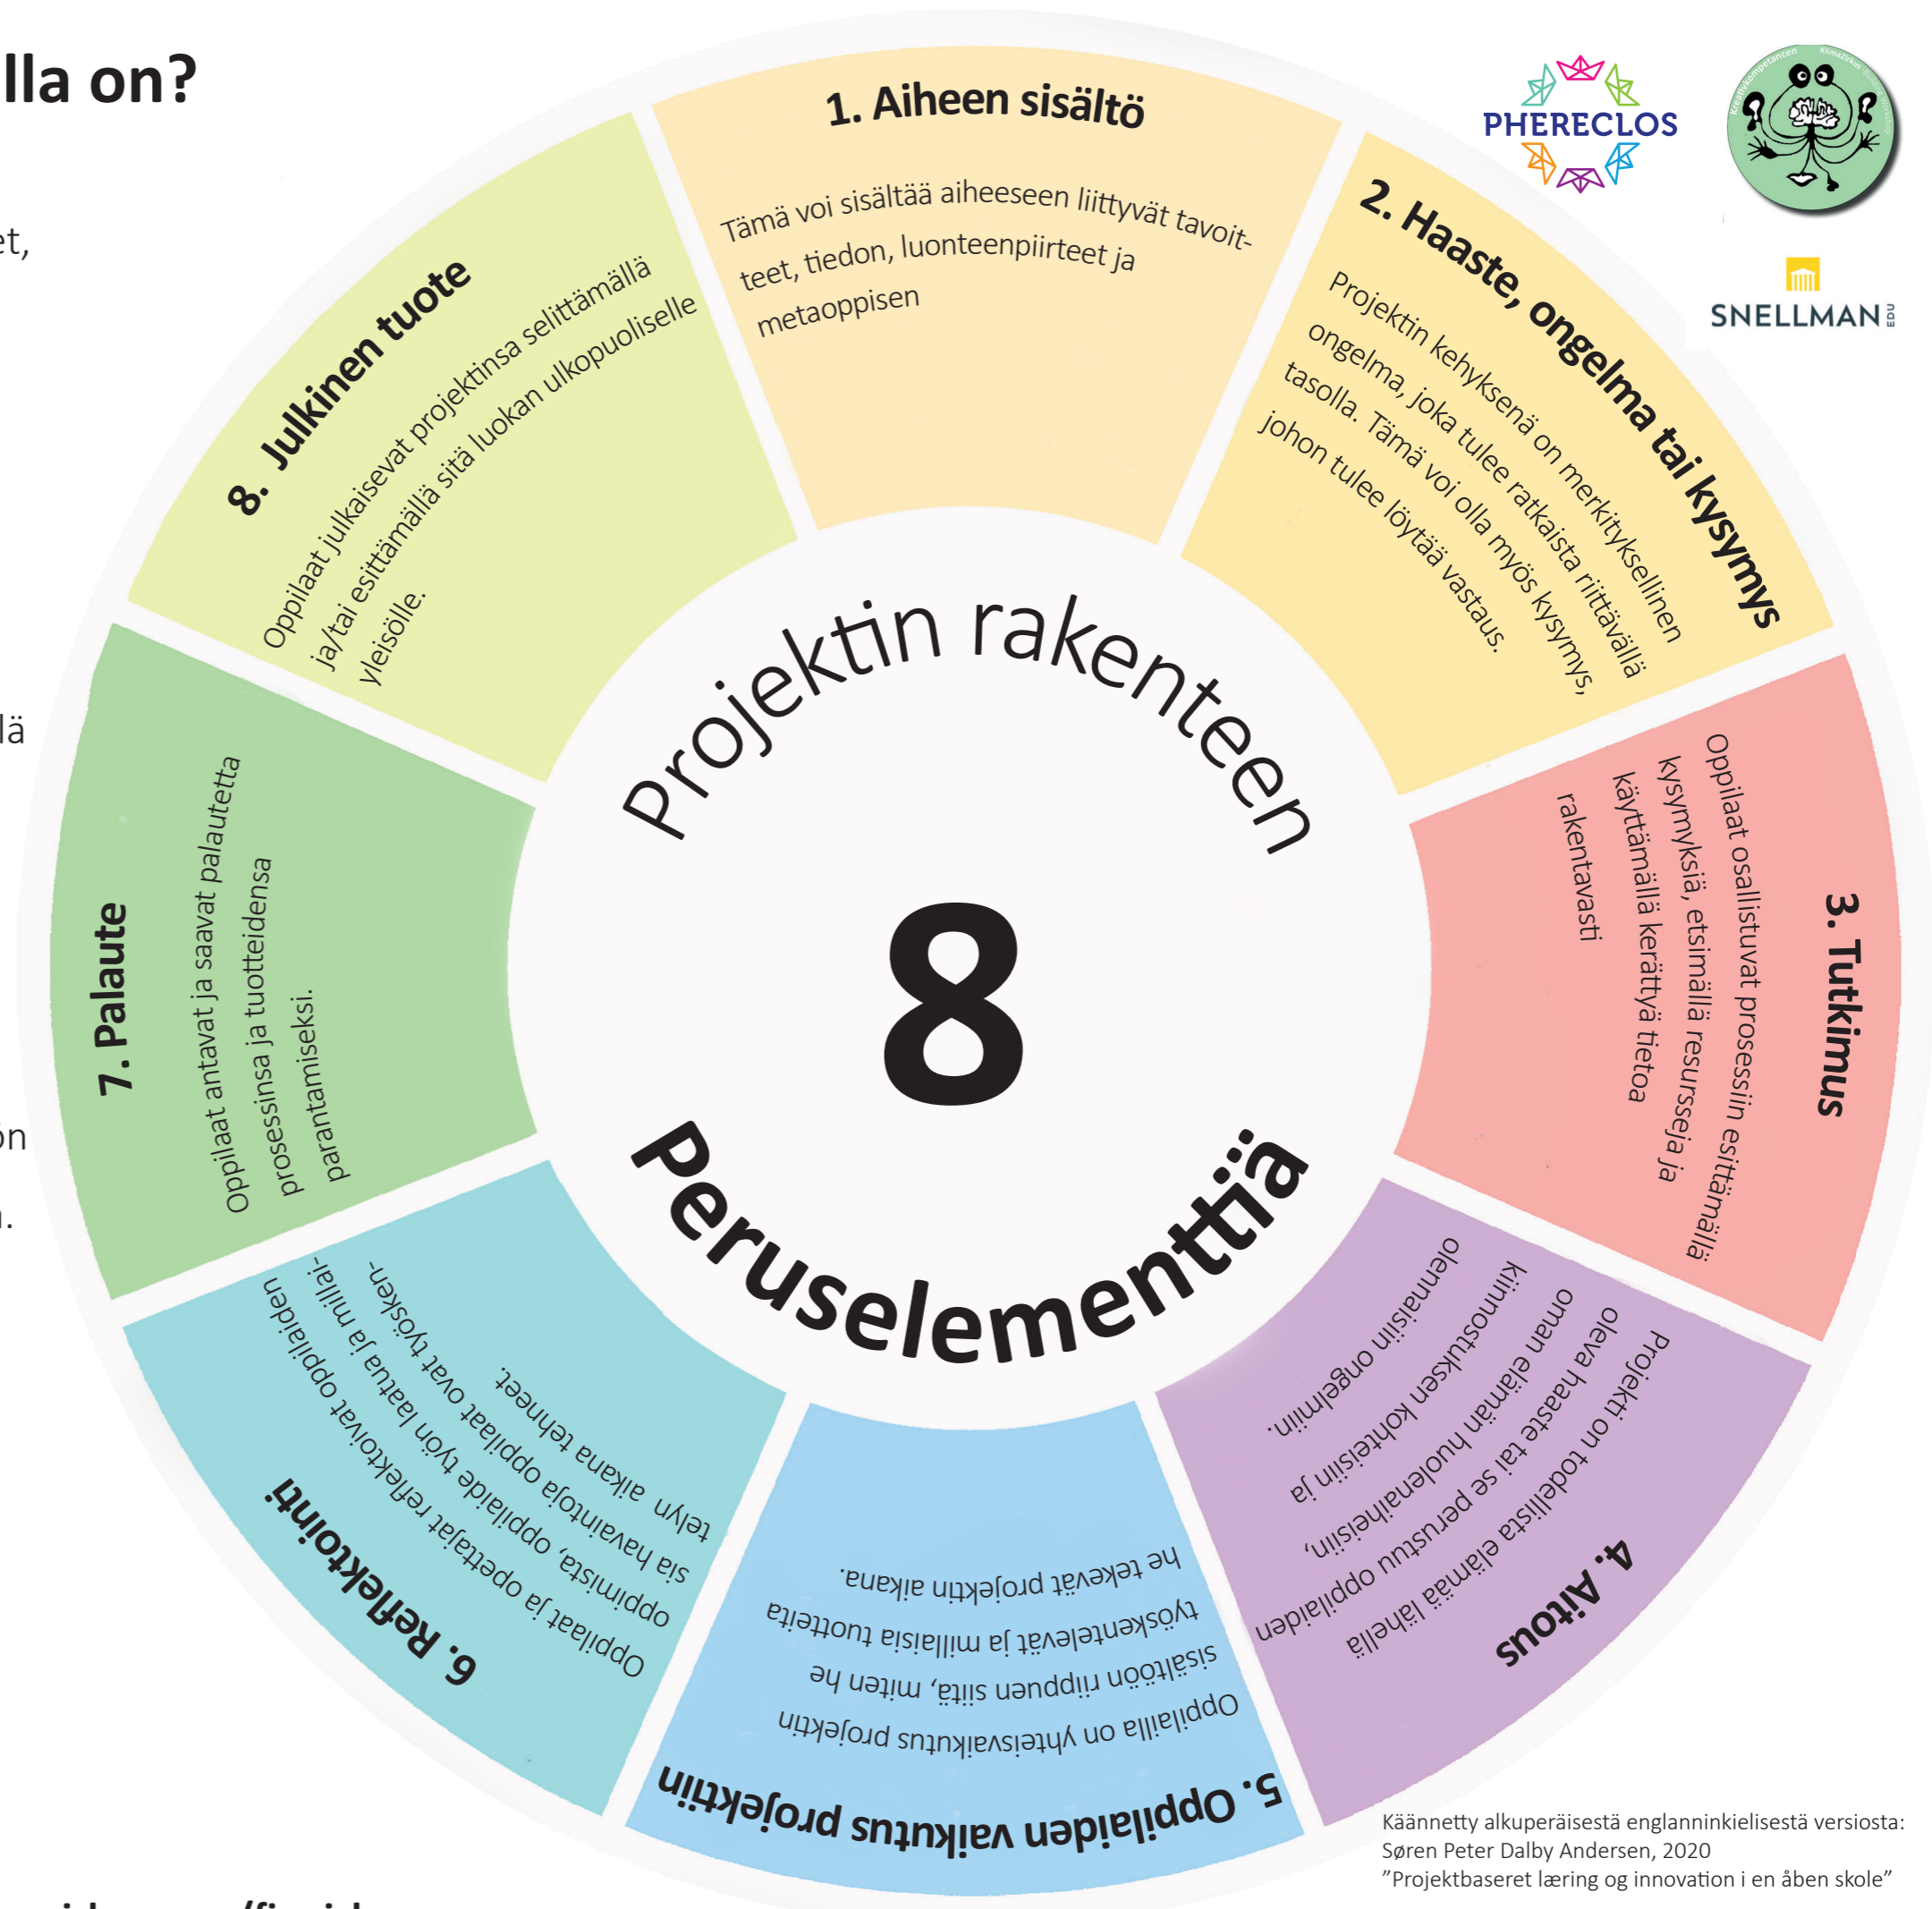 lla on?
et,
lä
ön
Projektin rakenteen
8
Peruselementtiä
1. Aiheen sisältö
Tämä voi sisältää aiheeseen liittyvät tavoit-
teet, tiedon, luonteenpiirteet ja
metaoppisen
2. Haaste, ongelma tai kysymys
Projektin kehyksenä on merkityksellinen
ongelma, joka tulee ratkaista riittävällä
tasolla. Tämä voi olla myös kysymys,
johon tulee löytää vastaus.
3. Tutkimus
Oppilaat osallistuvat prosessiin esittämällä
kysymyksiä, etsimällä resursseja ja
käyttämällä kerättyä tietoa
rakentavasti
4. Aitous
Projekti on todellista elämää lähellä
oleva haaste tai se perustuu oppilaiden
oman elämän huolenaiheisiin,
kiinnostuksen kohteisiin ja
olennaisiin ongelmiin.
5. Oppilaiden vaikutus projektiin
Oppilailla on yhteisvaikutus projektin
sisältöön riippuen siitä, miten he
työskentelevät ja millaisia tuotteita
he tekevät projektin aikana.
6. Reflektointi
Oppilaat ja opettajat reflektoivat oppilaiden
oppimista, oppilaide työn laatua ja millai-
sia havaintoja oppilaat ovat työsken-
telyn aikana tehneet.
7. Palaute
Oppilaat antavat ja saavat palautetta
prosessinsa ja tuotteidensa
parantamiseksi.
8. Julkinen tuote
Oppilaat julkaisevat projektinsa selittämällä
ja/tai esittämällä sitä luokan ulkopuoliselle
yleisölle.
PHERECLOS
Kreativkompetancen KlimaZirkus
SNELLMAN EDU
Käännetty alkuperäisestä englanninkielisestä versiosta:
Søren Peter Dalby Andersen, 2020
”Projektbaseret læring og innovation i en åben skole”